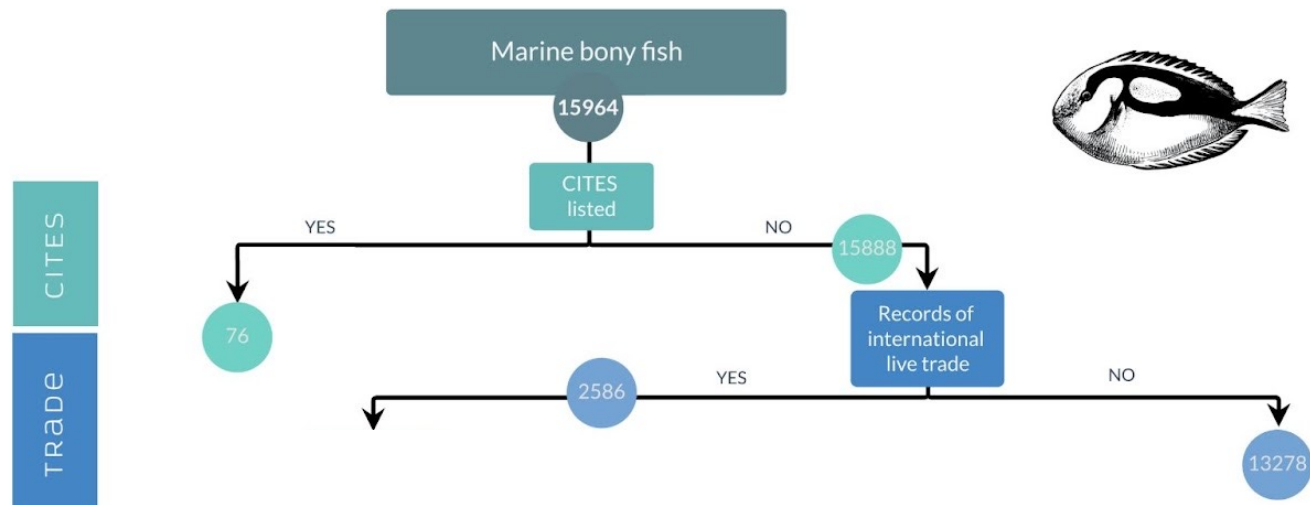 Marine bony fish
15964
CITES
listed
YES
NO
15888
CITES
76
Records of
international
live trade
2586
YES
NO
TRADE
13278